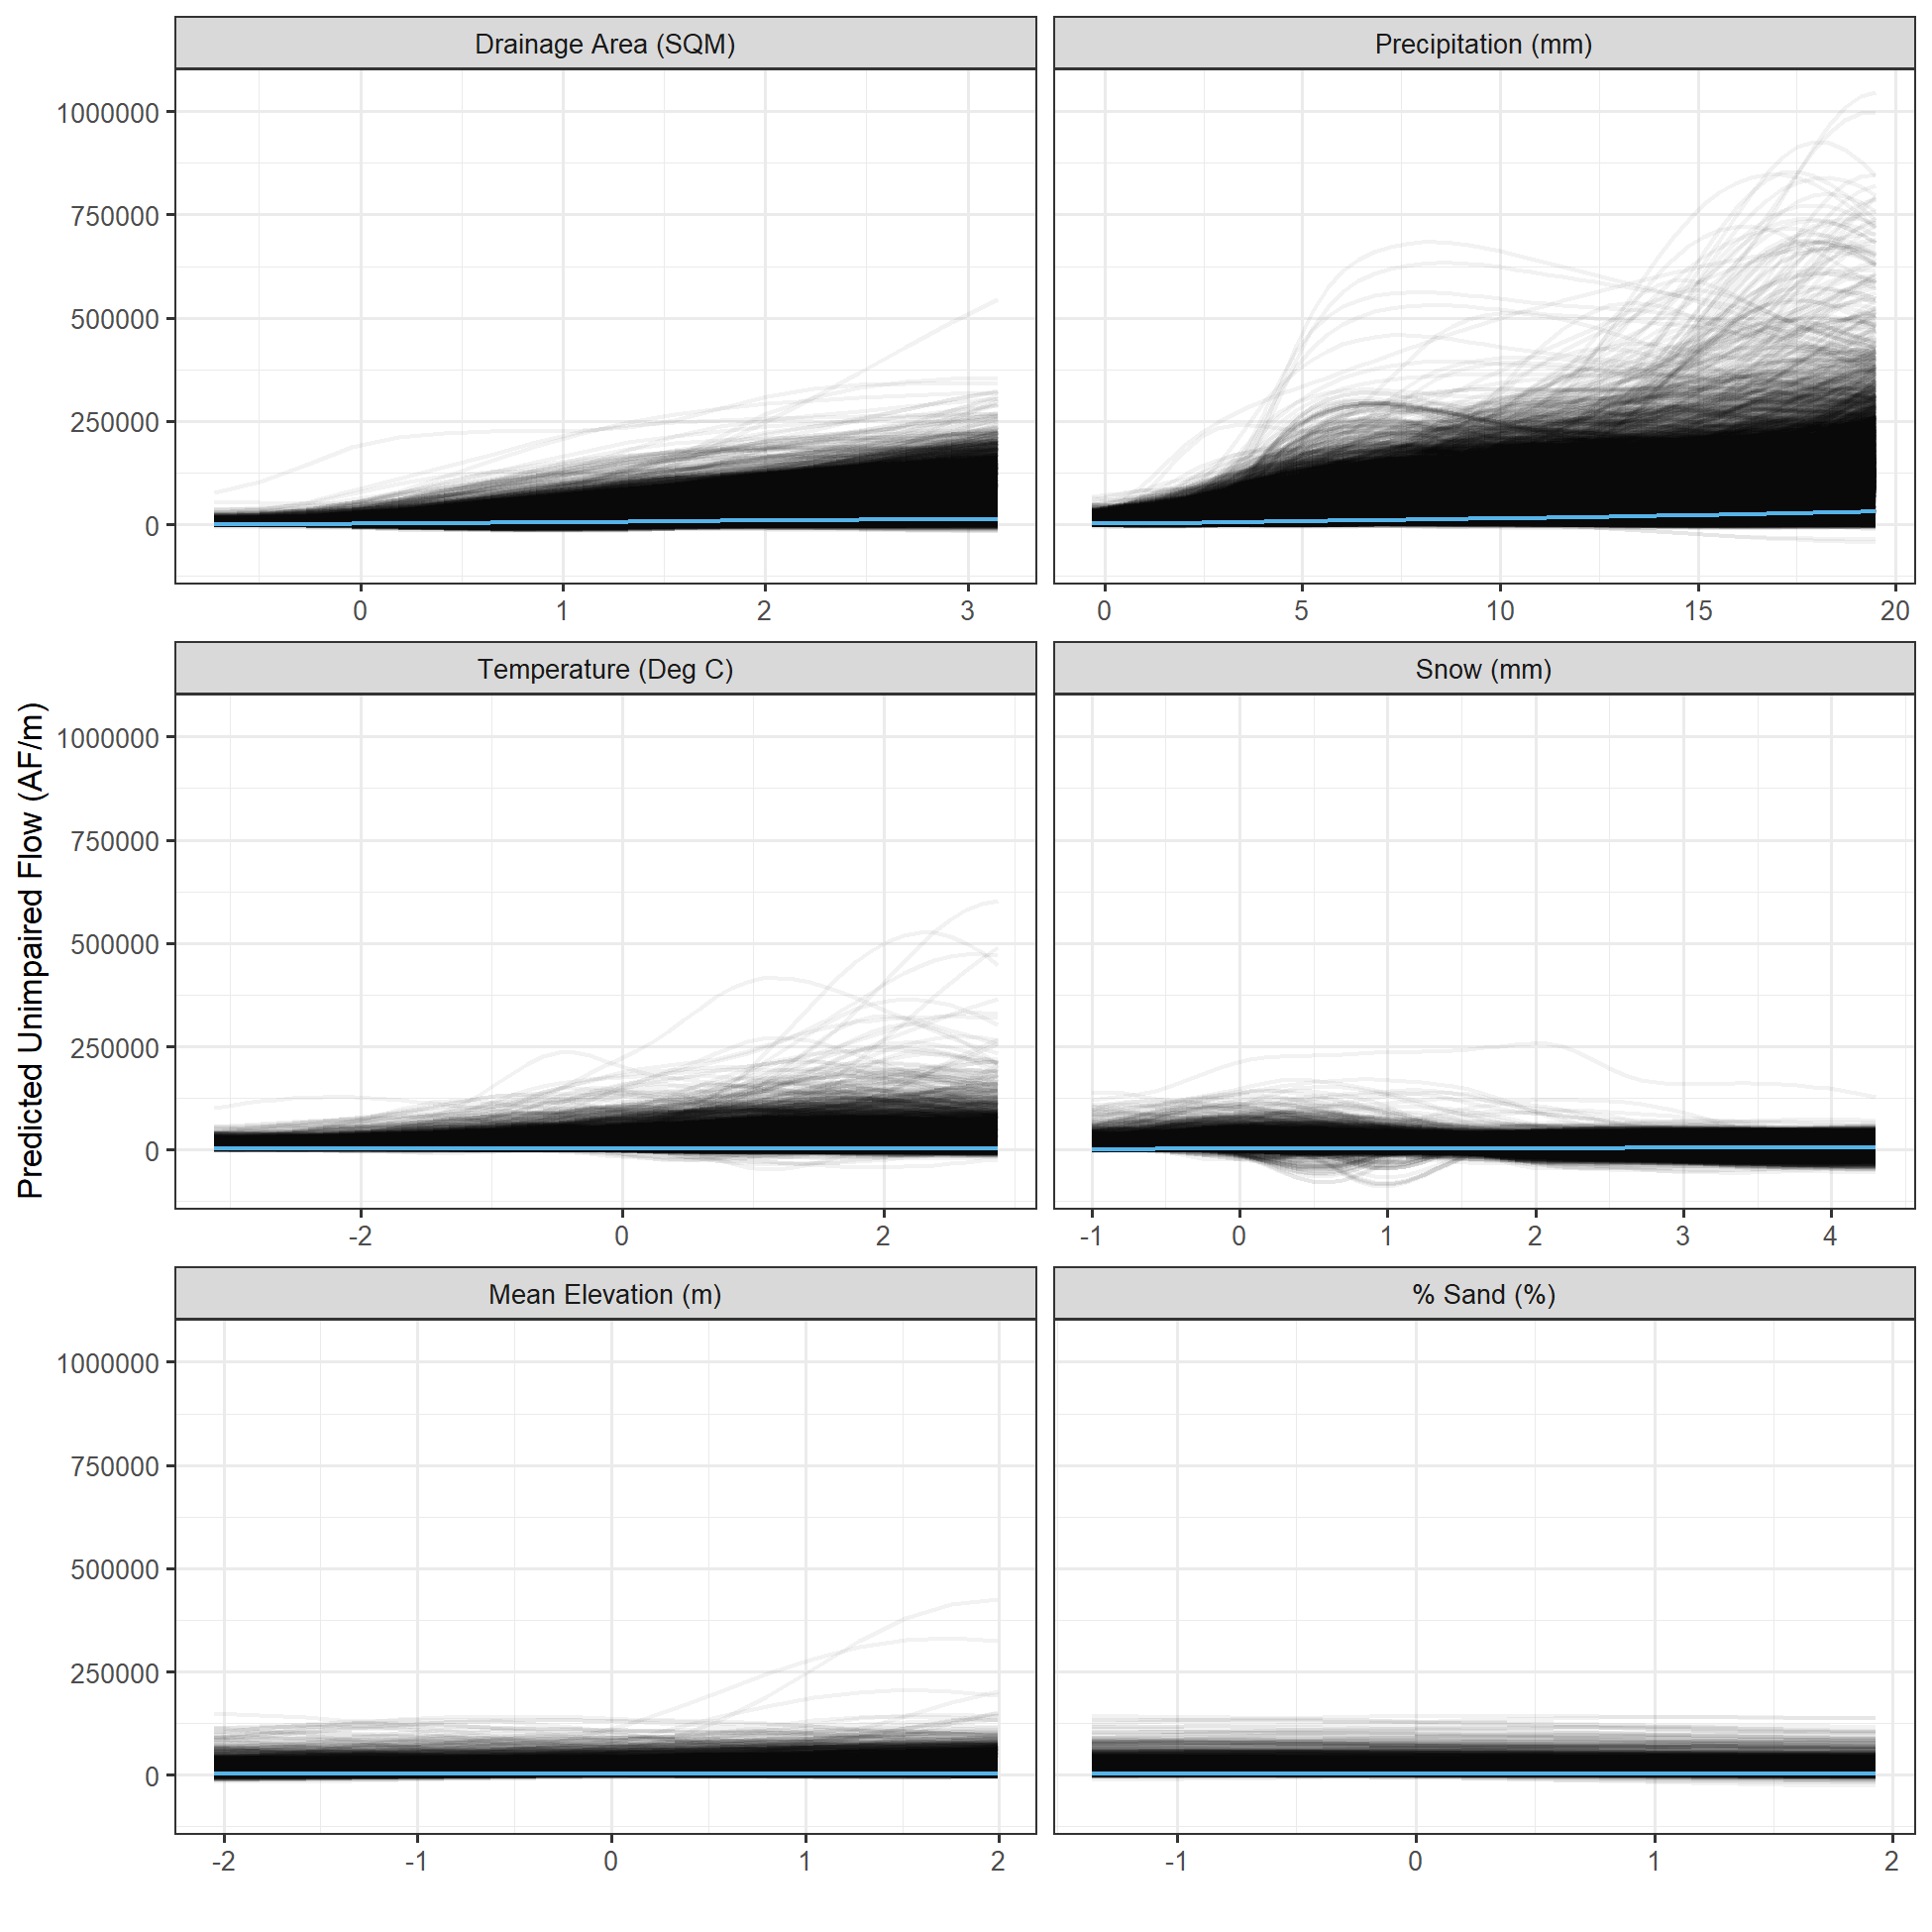 Drainage Area (SQM)
Precipitation (mm)
1000000
750000
500000
250000
0
0 1 2 3
0 5 10 15 20
Temperature (Deg C)
Snow (mm)
Predicted Unimpaired Flow (AF/m)
1000000
750000
500000
250000
0
-2 0 2
-1 0 1 2 3 4
Mean Elevation (m)
% Sand (%)
1000000
750000
500000
250000
0
-2 -1 0 1 2
-1 0 1 2